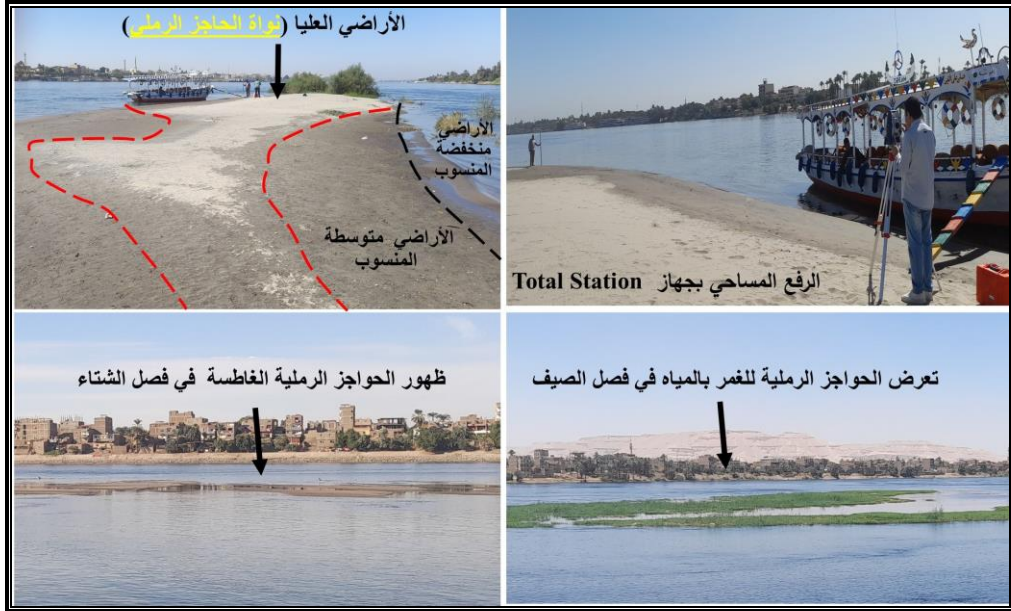 الأراضي العليا (نواة الحاجز الرملي)
الأراضي
منخفضة
المنسوب
الأراضي متوسطة
المنسوب
الرفع المساحي بجهاز Total Station
ظهور الحواجز الرملية الغاطسة في فصل الشتاء
تعرض الحواجز الرملية للغمر بالمياه في فصل الصيف